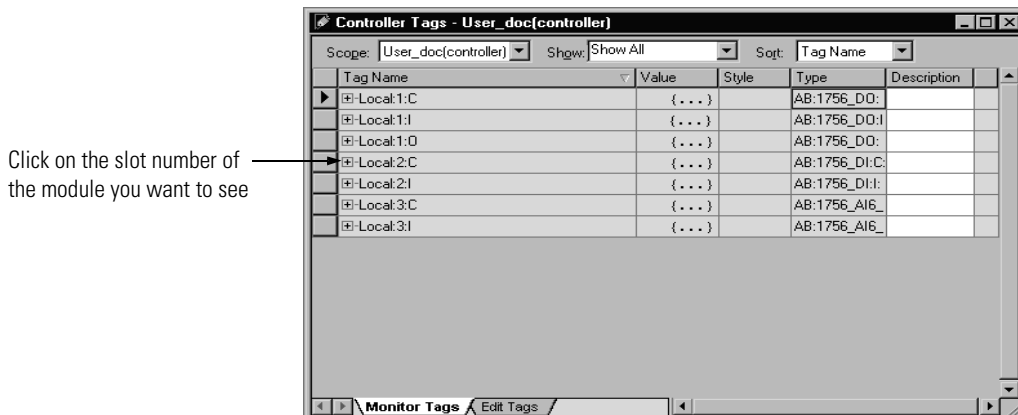 Controller Tags - User_doc(controller)
Scope: User_doc(controller) Show: Show All Sort: Tag Name
Tag Name Value Style Type Description
Local:1:C {...} AB:1756_DO:
Local:1:I {...} AB:1756_DO:I
Local:1:O {...} AB:1756_DO:
Click on the slot number of
the module you want to see
Local:2:C {...} AB:1756_DI:C:
Local:2:I {...} AB:1756_DI:I:
Local:3:C {...} AB:1756_AI6_
Local:3:I {...} AB:1756_AI6_
Monitor Tags Edit Tags